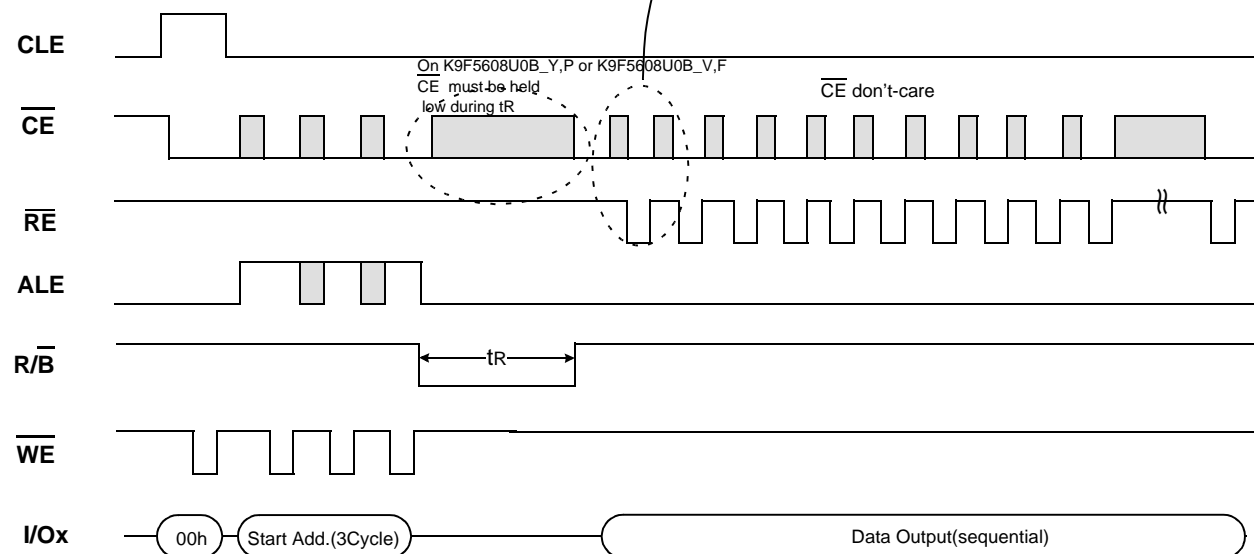 CLE
On K9F5608U0B_Y,P or K9F5608U0B_V,F
CE must be held
low during tR
CE don't-care
CE
RE
ALE
R/B
tR
WE
I/Ox
00h
Start Add.(3Cycle)
Data Output(sequential)